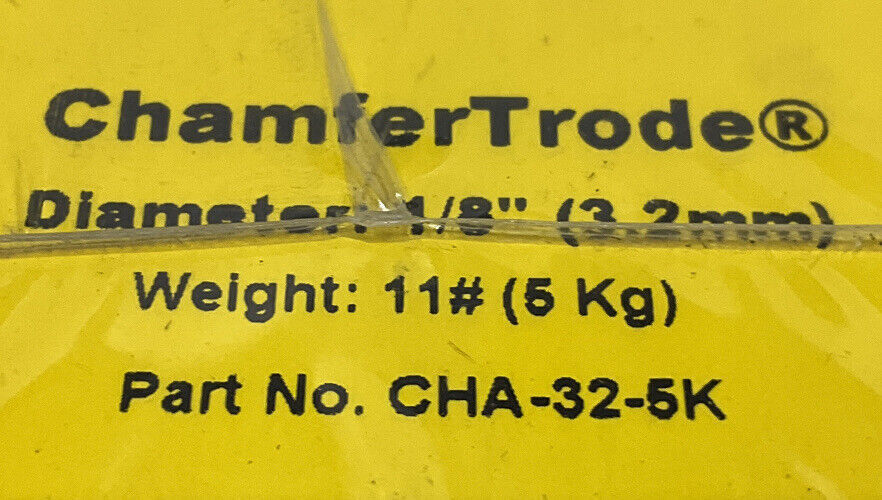 ChamferTrode®
Diameter: 1/8" (3.2mm)
Weight: 11# (5 Kg)
Part No. CHA-32-5K